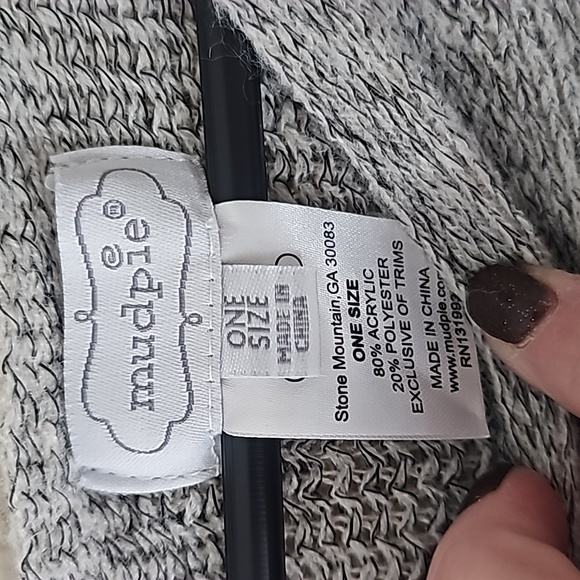 mudpie®
ONE
SIZE
MADE IN
CHINA
Stone Mountain, GA 30083
ONE SIZE
80% ACRYLIC
20% POLYESTER
EXCLUSIVE OF TRIMS
MADE IN CHINA
www.mudpie.com
RN131992